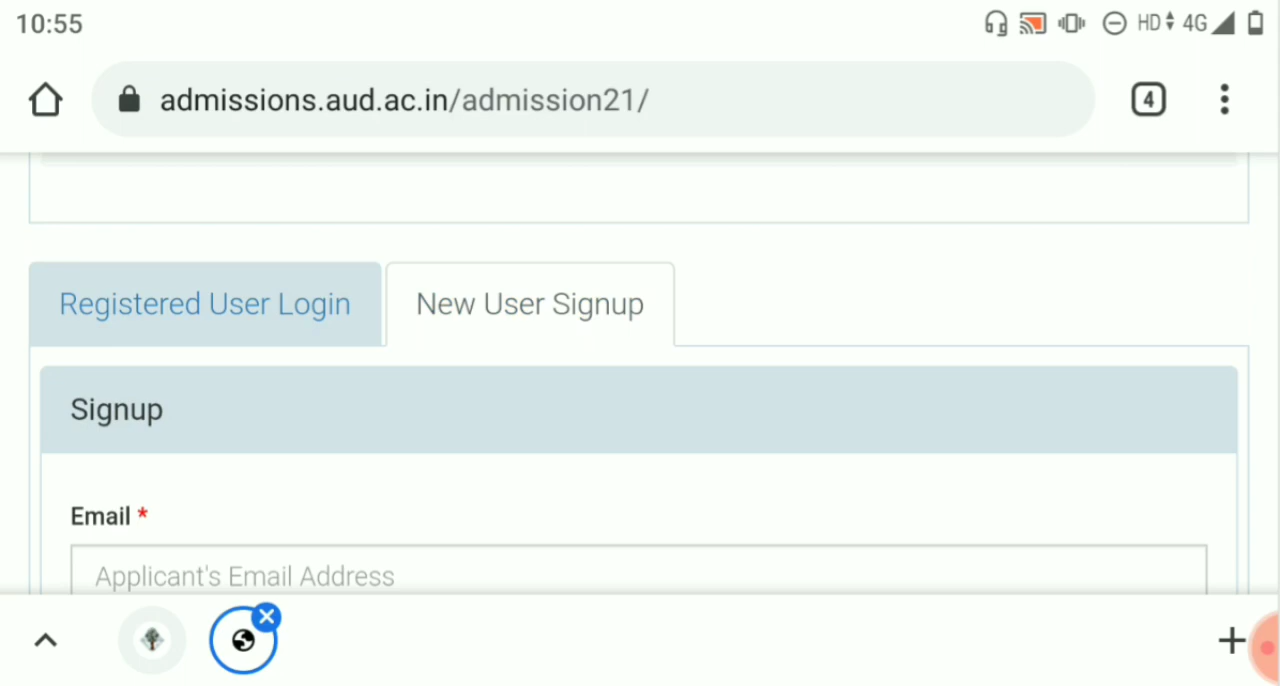 10:55 HD 4G
admissions.aud.ac.in/admission21/ 4
Registered User Login New User Signup
Signup
Email *
Applicant's Email Address